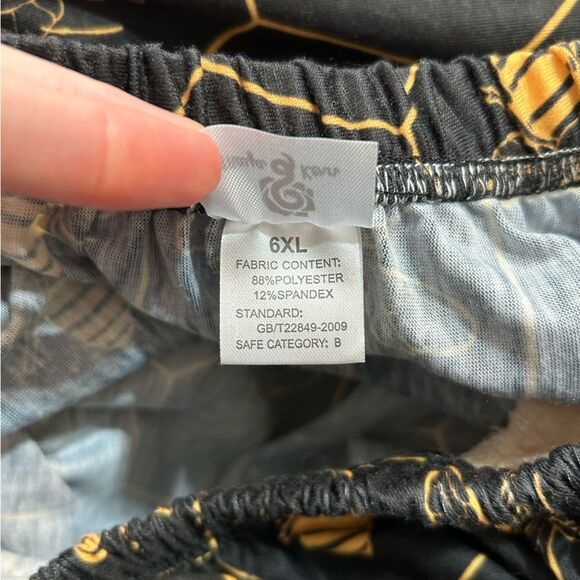 6XL
FABRIC CONTENT:
88%POLYESTER
12%SPANDEX
STANDARD:
GB/T22849-2009
SAFE CATEGORY: B